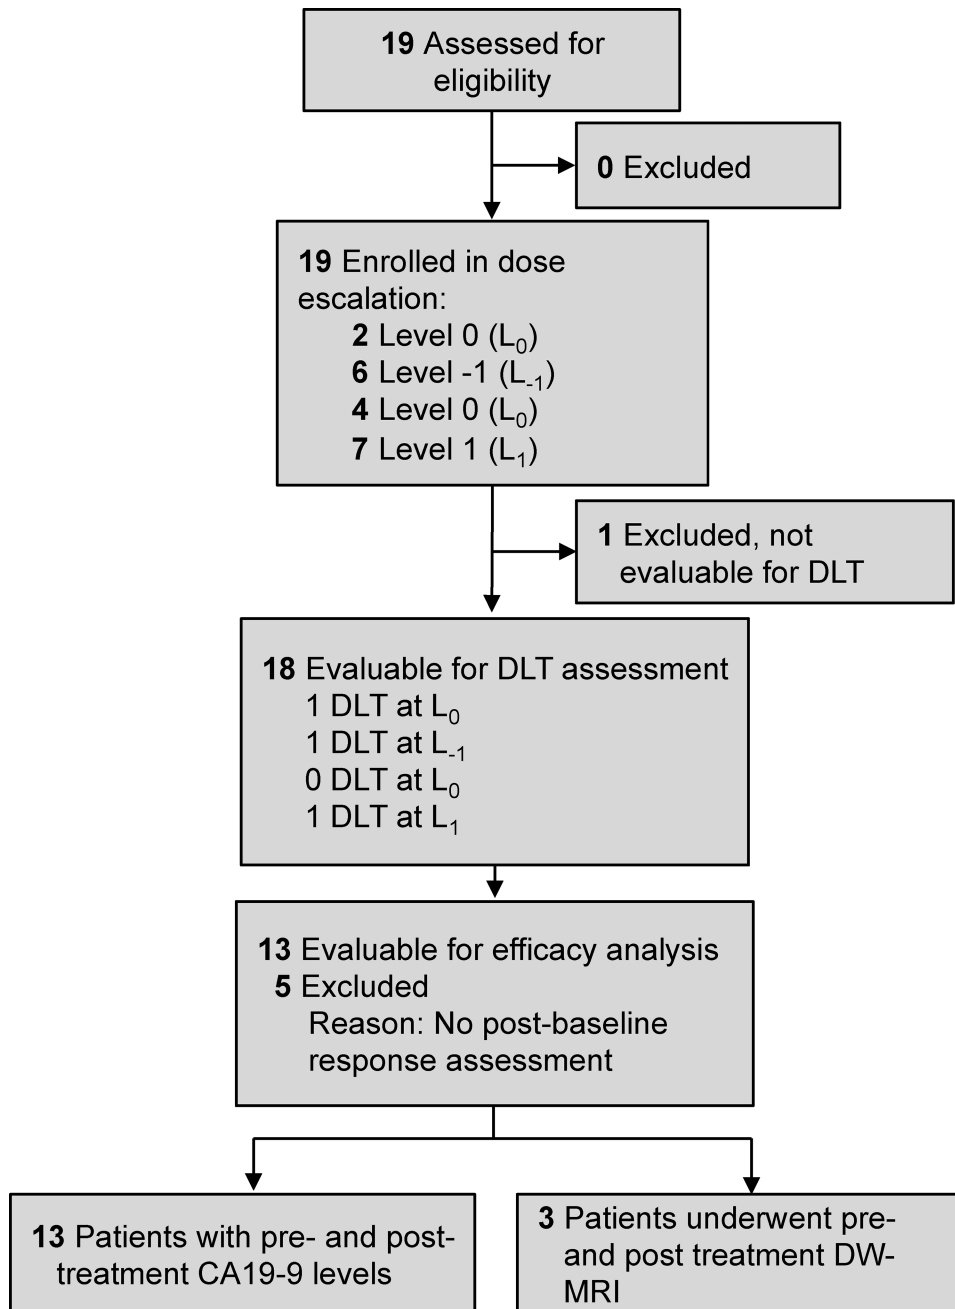 19 Assessed for
eligibility
0 Excluded
19 Enrolled in dose
escalation:
2 Level 0 (L0)
6 Level -1 (L-1)
4 Level 0 (L0)
7 Level 1 (L1)
1 Excluded, not
evaluable for DLT
18 Evaluable for DLT assessment
1 DLT at L0
1 DLT at L-1
0 DLT at L0
1 DLT at L1
13 Evaluable for efficacy analysis
5 Excluded
Reason: No post-baseline
response assessment
13 Patients with pre- and post-
treatment CA19-9 levels
3 Patients underwent pre-
and post treatment DW-
MRI